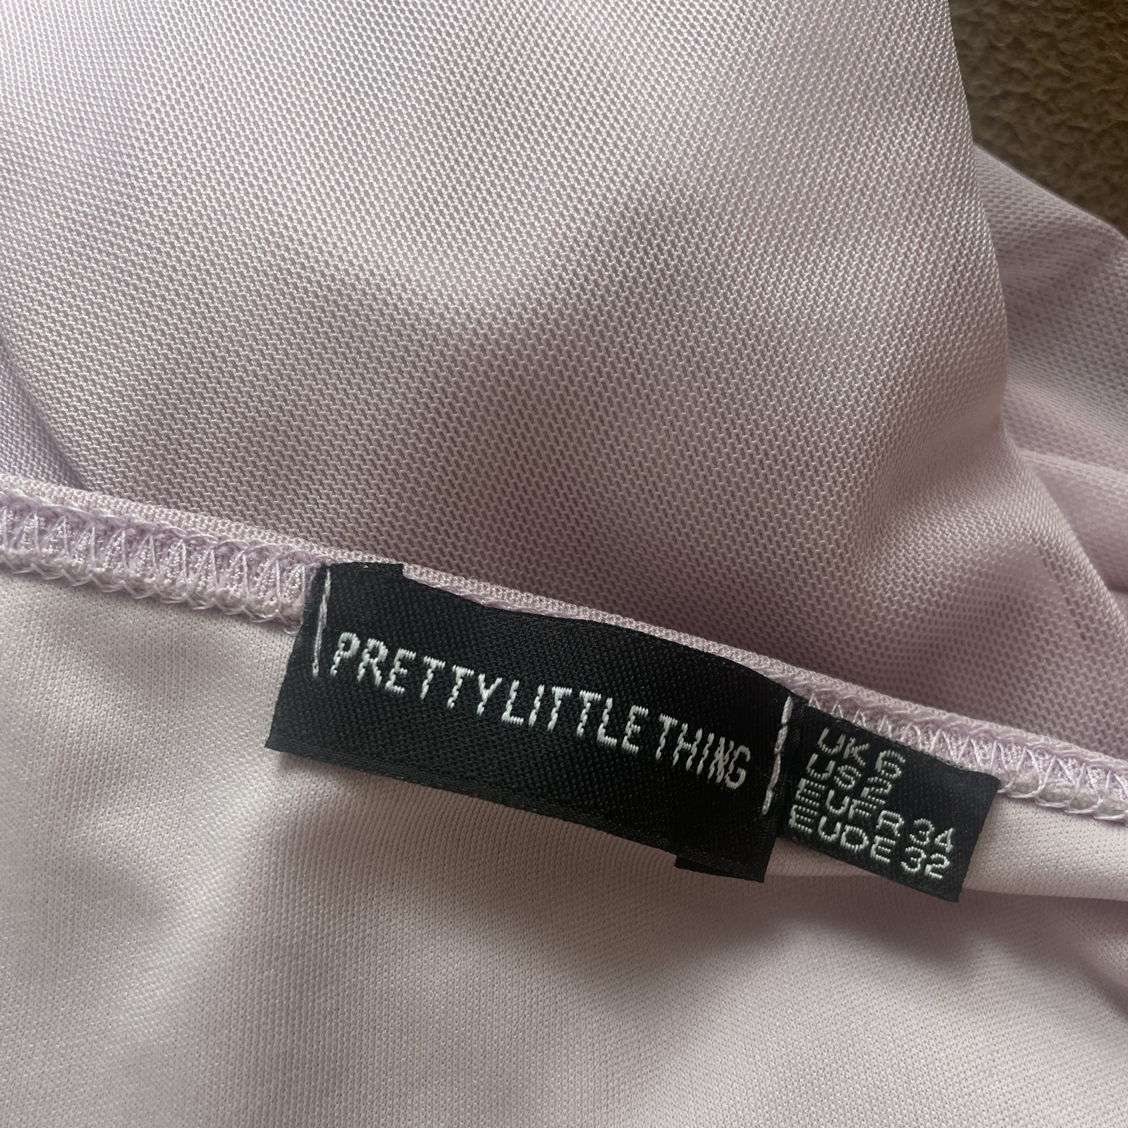 PRETTYLITTLETHING
UK 6
US 2
EUFR 34
EUDE 32